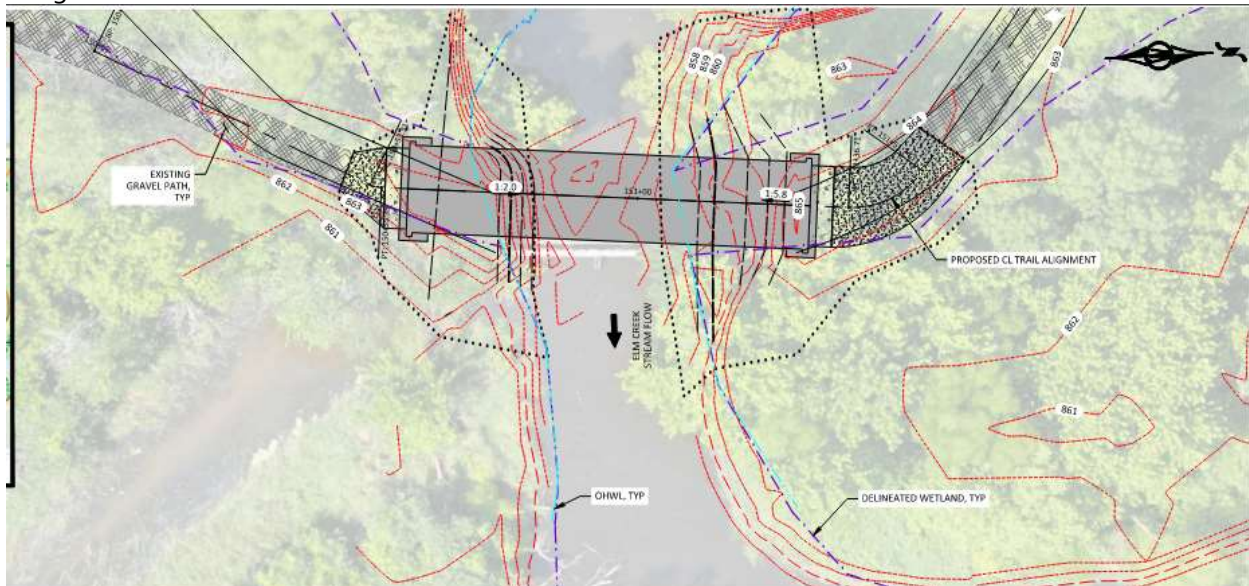 858
859
860
863
863
864
EXISTING
GRAVEL PATH,
TYP
862
863
861
1:2.0
151+00
1:5.8
865
PROPOSED CL TRAIL ALIGNMENT
ELM CREEK
STREAM FLOW
862
861
OHWL, TYP
DELINEATED WETLAND, TYP